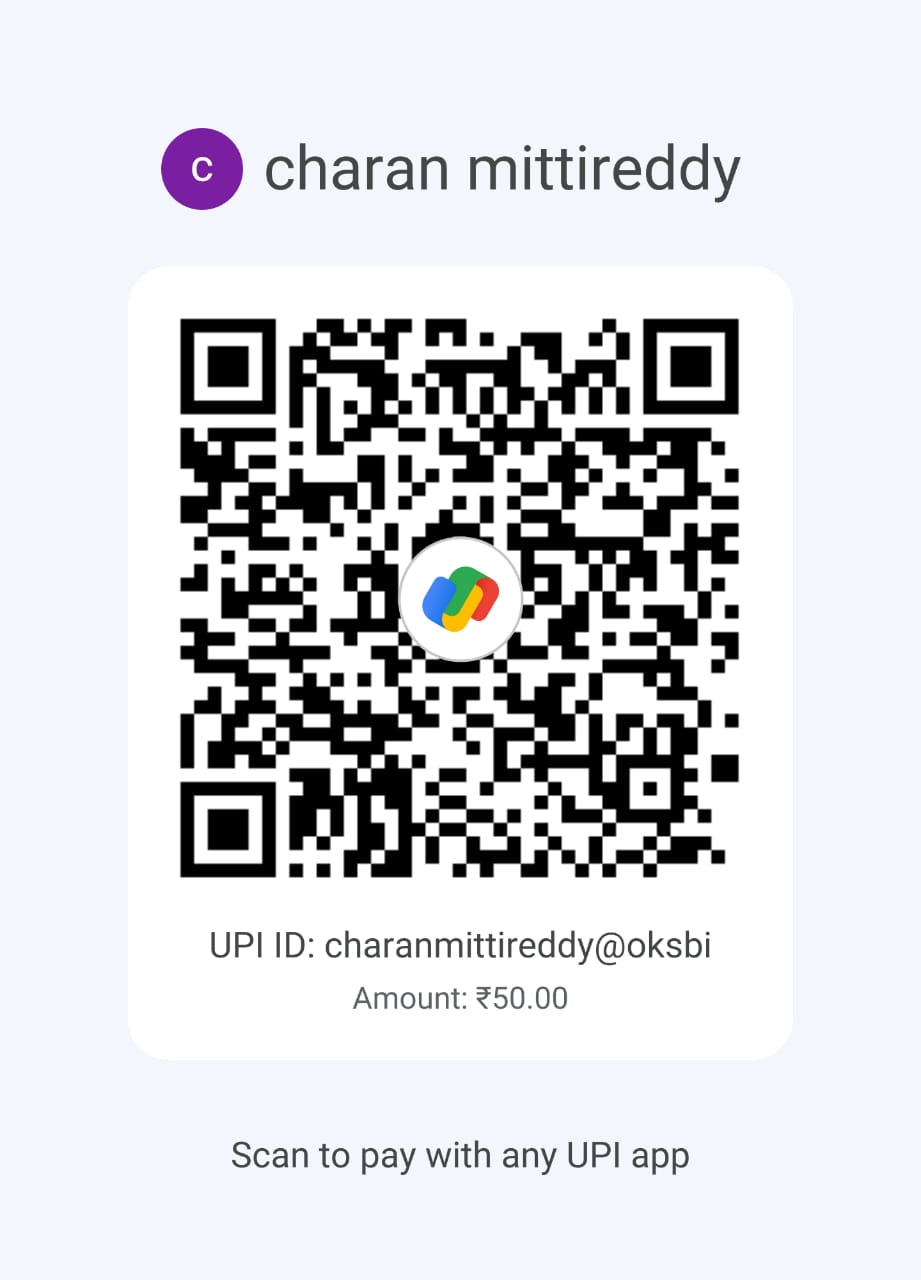 C
charan mittireddy
UPI ID: charanmittireddy@oksbi
Amount: ₹50.00
Scan to pay with any UPI app